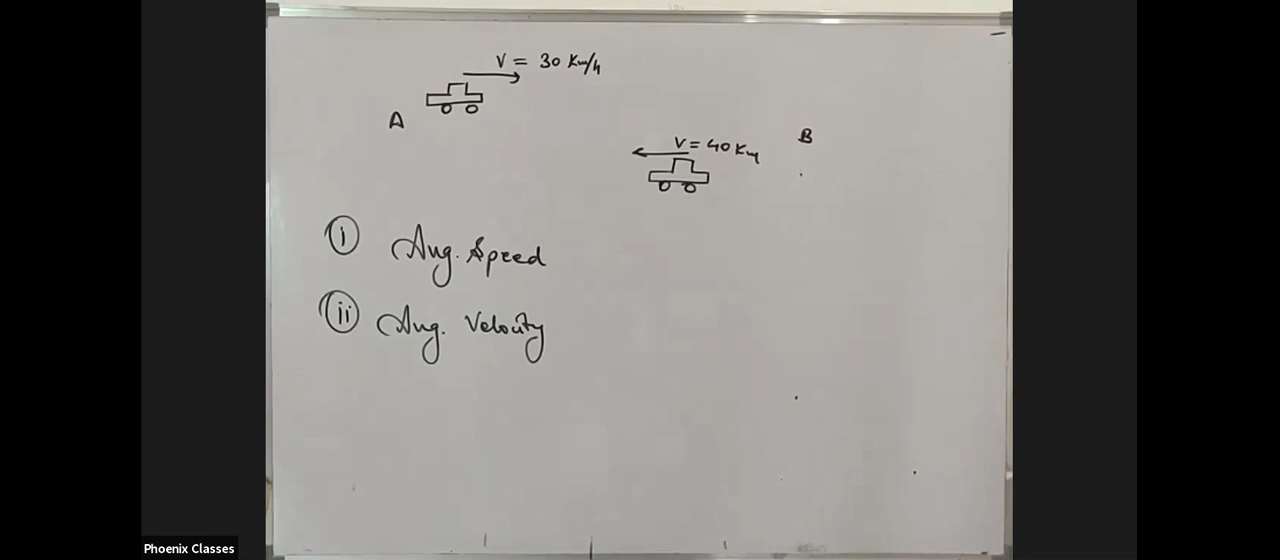 V = 30 Km/h
A
B
V = 40 Km
i Avg. Speed
ii Avg. Velocity
Phoenix Classes